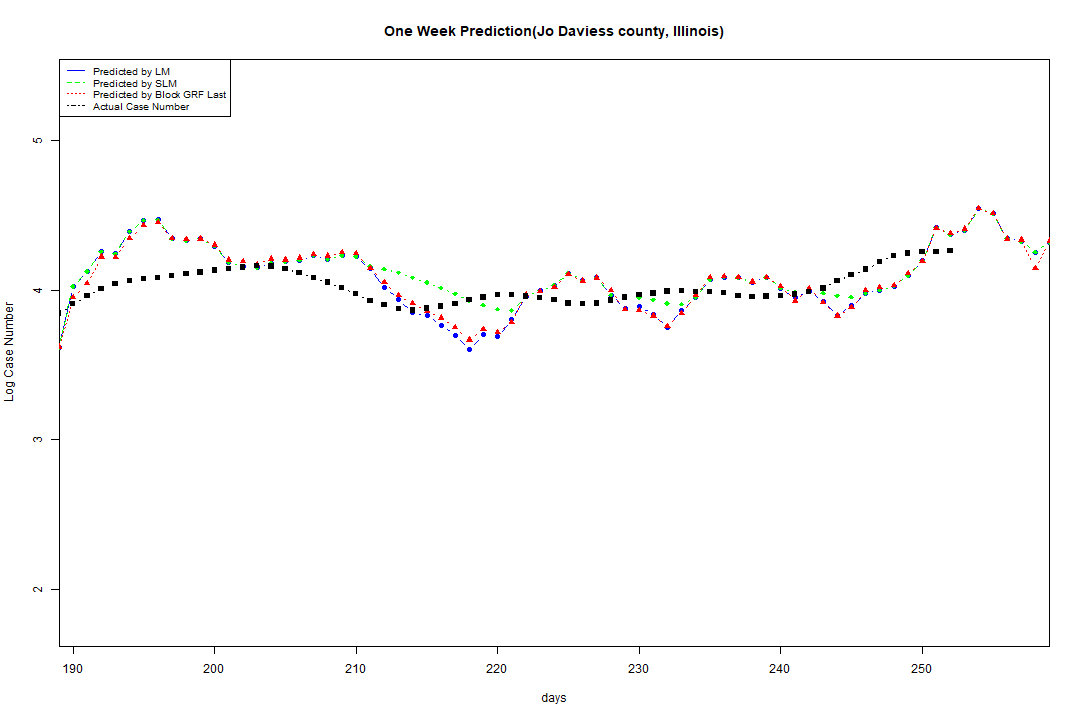 One Week Prediction(Jo Daviess county, Illinois)
Predicted by LM
Predicted by SLM
Predicted by Block GRF Last
Actual Case Number
5
4
3
2
Log Case Number
190 200 210 220 230 240 250
days